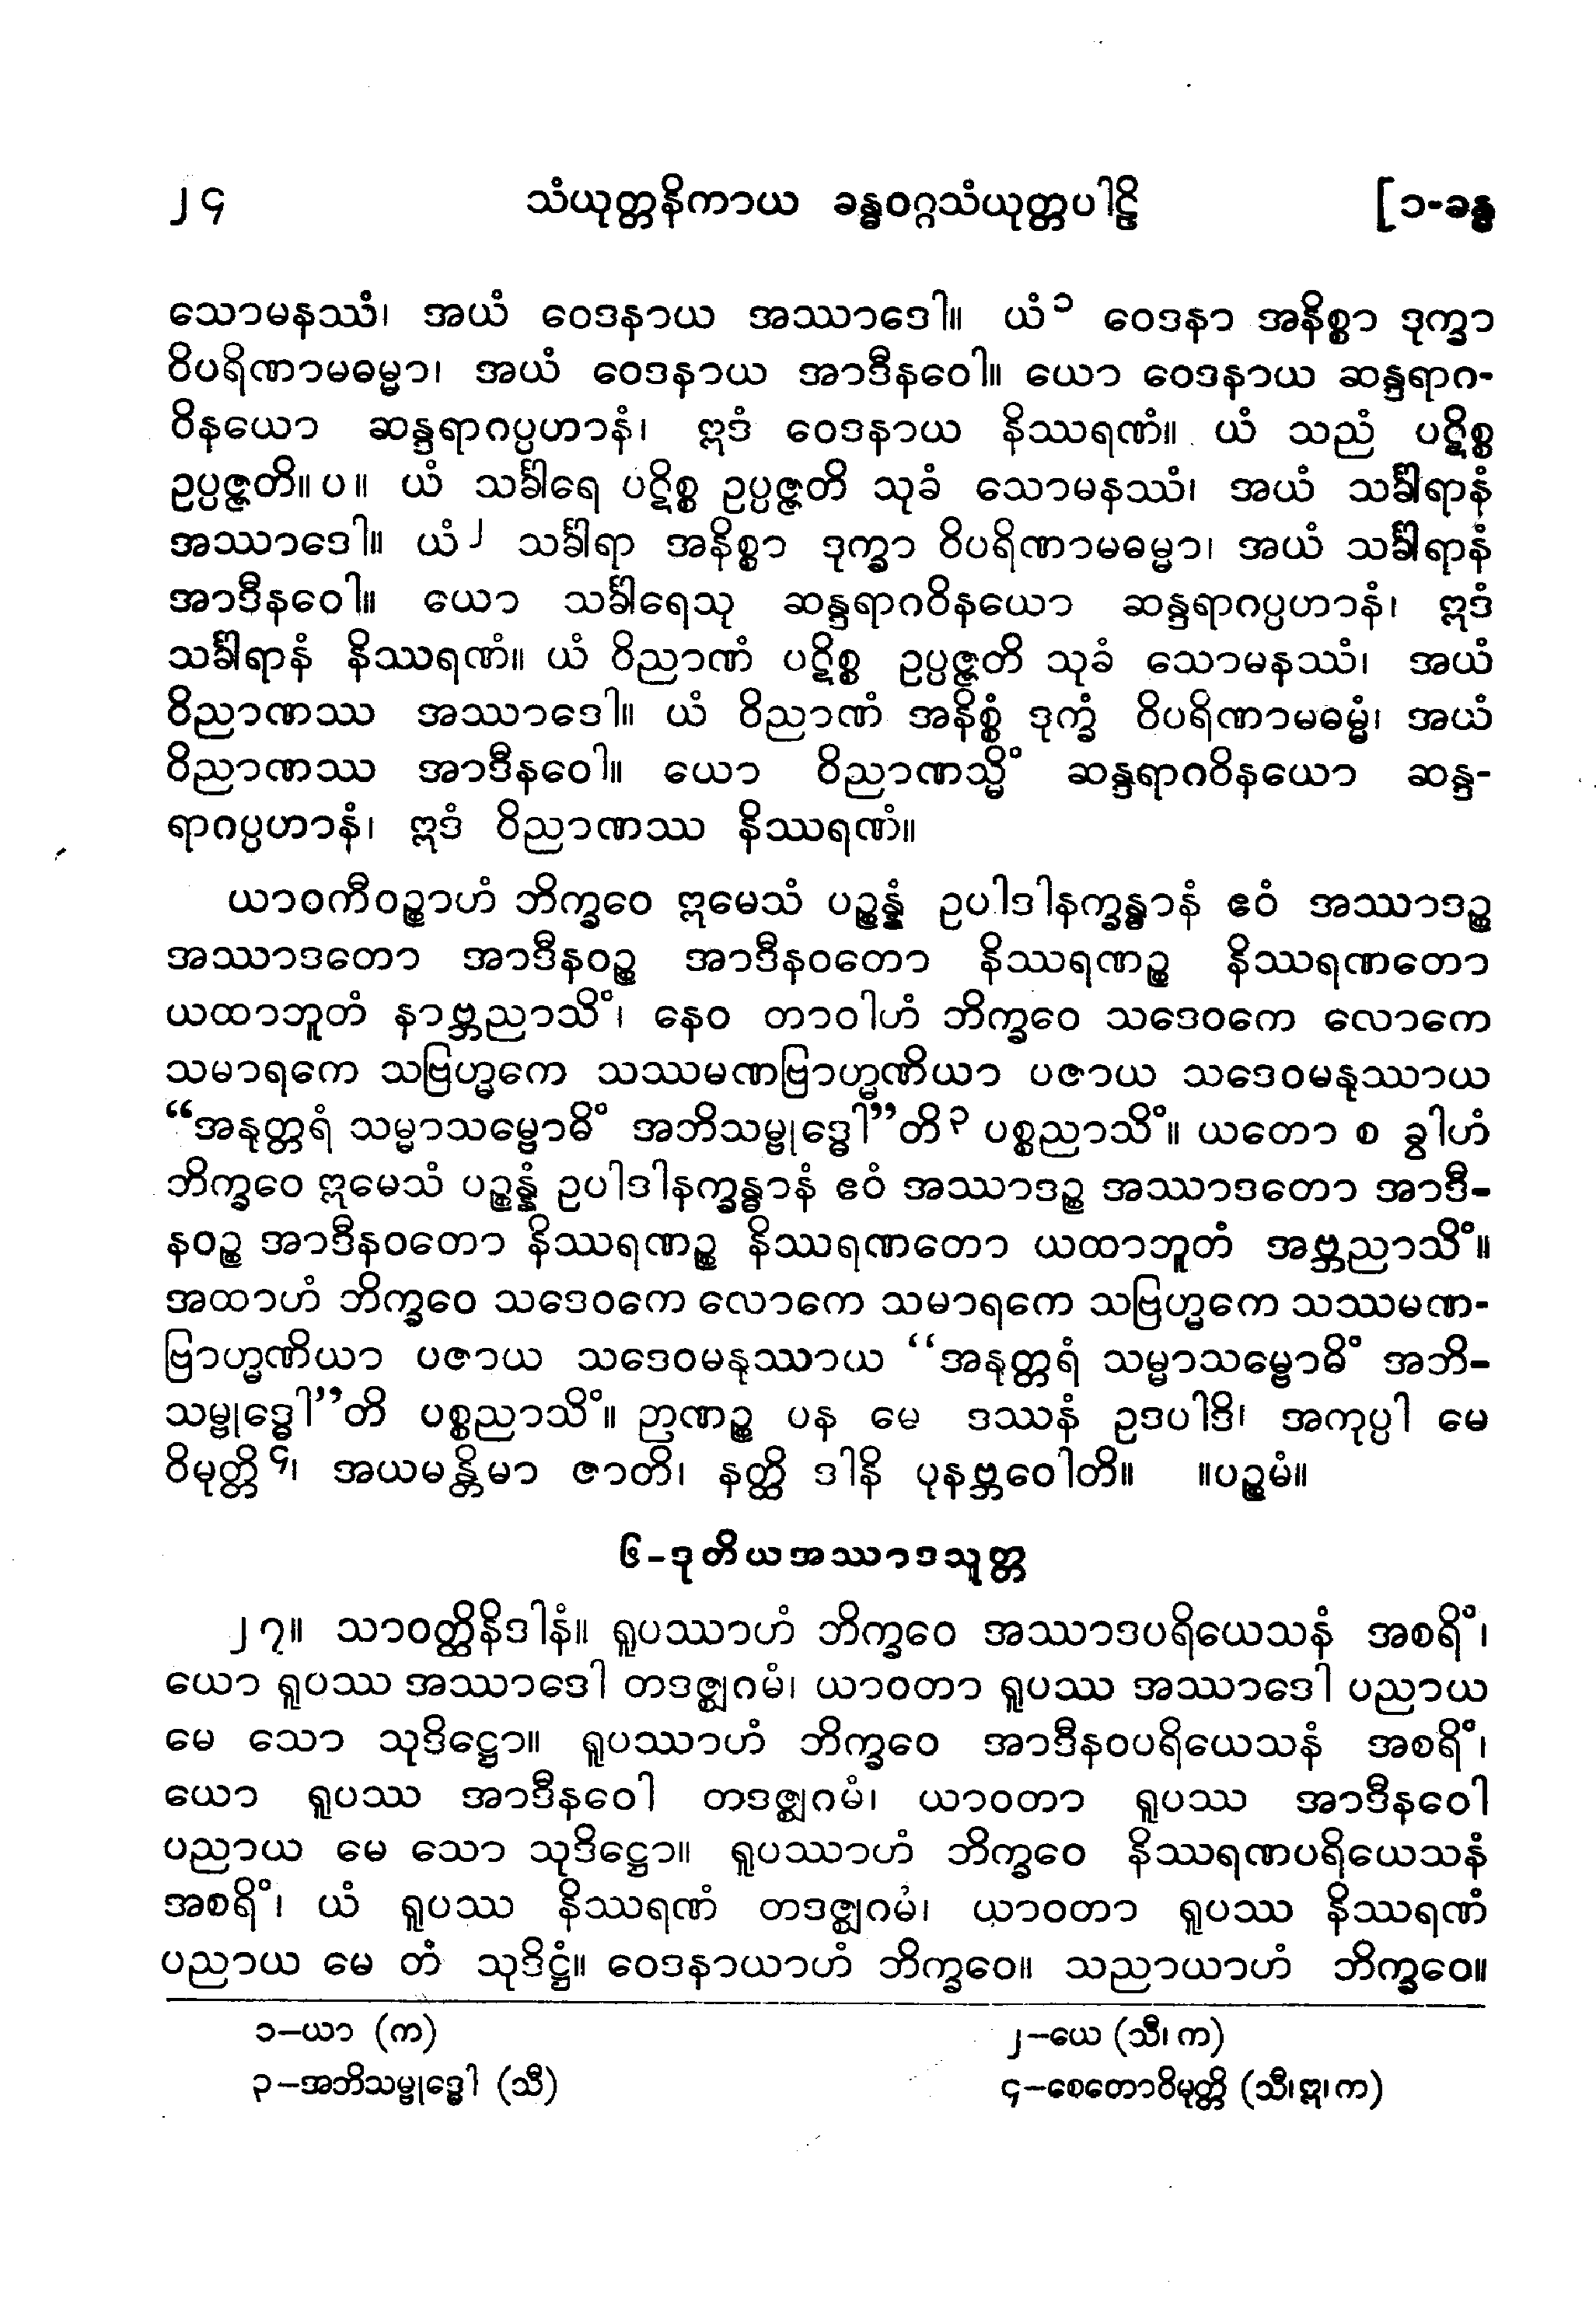 ၂၄ သံယုတ္တနိကာယ ခန္ဓဝဂ္ဂသံယုတ္တပါဠိ [၁-ခန္ဓ
သောမနဿံ၊ အယံ ဝေဒနာယ အဿာဒေါ။ ယံ၁ ဝေဒနာ အနိစ္စာ ဒုက္ခာ
ဝိပရိဏာမဓမ္မာ၊ အယံ ဝေဒနာယ အာဒီနဝေါ။ ယော ဝေဒနာယ ဆန္ဒရာဂ-
ဝိနယော ဆန္ဒရာဂပ္ပဟာနံ၊ ဣဒံ ဝေဒနာယ နိဿရဏံ။ ယံ သညံ ပဋိစ္စ
ဥပ္ပဇ္ဇတိ။ပ။ ယံ သင်္ခါရေ ပဋိစ္စ ဥပ္ပဇ္ဇတိ သုခံ သောမနဿံ၊ အယံ သင်္ခါရာနံ
အဿာဒေါ။ ယံ၂ သင်္ခါရာ အနိစ္စာ ဒုက္ခာ ဝိပရိဏာမဓမ္မာ၊ အယံ သင်္ခါရာနံ
အာဒီနဝေါ။ ယော သင်္ခါရေသု ဆန္ဒရာဂဝိနယော ဆန္ဒရာဂပ္ပဟာနံ၊ ဣဒံ
သင်္ခါရာနံ နိဿရဏံ။ ယံ ဝိညာဏံ ပဋိစ္စ ဥပ္ပဇ္ဇတိ သုခံ သောမနဿံ၊ အယံ
ဝိညာဏဿ အဿာဒေါ။ ယံ ဝိညာဏံ အနိစ္စံ ဒုက္ခံ ဝိပရိဏာမဓမ္မံ၊ အယံ
ဝိညာဏဿ အာဒီနဝေါ။ ယော ဝိညာဏသ္မိံ ဆန္ဒရာဂဝိနယော ဆန္ဒ-
ရာဂပ္ပဟာနံ၊ ဣဒံ ဝိညာဏဿ နိဿရဏံ။
ယာဝကီဝဉ္စာဟံ ဘိက္ခဝေ ဣမေသံ ပဉ္စန္နံ ဥပါဒါနက္ခန္ဓာနံ ဧဝံ အဿာဒဉ္စ
အဿာဒတော အာဒီနဝဉ္စ အာဒီနဝတော နိဿရဏဉ္စ နိဿရဏတော
ယထာဘူတံ နာဗ္ဘညာသိံ၊ နေဝ တာဝါဟံ ဘိက္ခဝေ သဒေဝကေ လောကေ
သမာရကေ သဗြဟ္မကေ သဿမဏဗြာဟ္မဏိယာ ပဇာယ သဒေဝမနုဿာယ
“အနုတ္တရံ သမ္မာသမ္ဗောဓိံ အဘိသမ္ဗုဒ္ဓေါ”တိ၃ ပစ္စညာသိံ။ ယတော စ ခွါဟံ
ဘိက္ခဝေ ဣမေသံ ပဉ္စန္နံ ဥပါဒါနက္ခန္ဓာနံ ဧဝံ အဿာဒဉ္စ အဿာဒတော အာဒီ-
နဝဉ္စ အာဒီနဝတော နိဿရဏဉ္စ နိဿရဏတော ယထာဘူတံ အဗ္ဘညာသိံ။
အထာဟံ ဘိက္ခဝေ သဒေဝကေ လောကေ သမာရကေ သဗြဟ္မကေ သဿမဏ-
ဗြာဟ္မဏိယာ ပဇာယ သဒေဝမနုဿာယ “အနုတ္တရံ သမ္မာသမ္ဗောဓိံ အဘိ-
သမ္ဗုဒ္ဓေါ”တိ ပစ္စညာသိံ။ ဉာဏဉ္စ ပန မေ ဒဿနံ ဥဒပါဒိ၊ အကုပ္ပါ မေ
ဝိမုတ္တိ၄၊ အယမန္တိမာ ဇာတိ၊ နတ္ထိ ဒါနိ ပုနဗ္ဘဝေါတိ။ ။ပဉ္စမံ။
၆-ဒုတိယအဿာဒသုတ္တ
၂၇။ သာဝတ္ထိနိဒါနံ။ ရူပဿာဟံ ဘိက္ခဝေ အဿာဒပရိယေသနံ အစရိံ၊
ယော ရူပဿ အဿာဒေါ တဒဇ္ဈဂမံ၊ ယာဝတာ ရူပဿ အဿာဒေါ ပညာယ
မေ သော သုဒိဋ္ဌော။ ရူပဿာဟံ ဘိက္ခဝေ အာဒီနဝပရိယေသနံ အစရိံ၊
ယော ရူပဿ အာဒီနဝေါ တဒဇ္ဈဂမံ၊ ယာဝတာ ရူပဿ အာဒီနဝေါ
ပညာယ မေ သော သုဒိဋ္ဌော။ ရူပဿာဟံ ဘိက္ခဝေ နိဿရဏပရိယေသနံ
အစရိံ၊ ယံ ရူပဿ နိဿရဏံ တဒဇ္ဈဂမံ၊ ယာဝတာ ရူပဿ နိဿရဏံ
ပညာယ မေ တံ သုဒိဋ္ဌံ။ ဝေဒနာယာဟံ ဘိက္ခဝေ။ သညာယာဟံ ဘိက္ခဝေ။
၁–ယာ (က) ၂–ယေ (သီ၊ က)
၃–အဘိသမ္ဗုဒ္ဓေါ (သီ) ၄–စေတောဝိမုတ္တိ (သီ၊ဣ၊က)